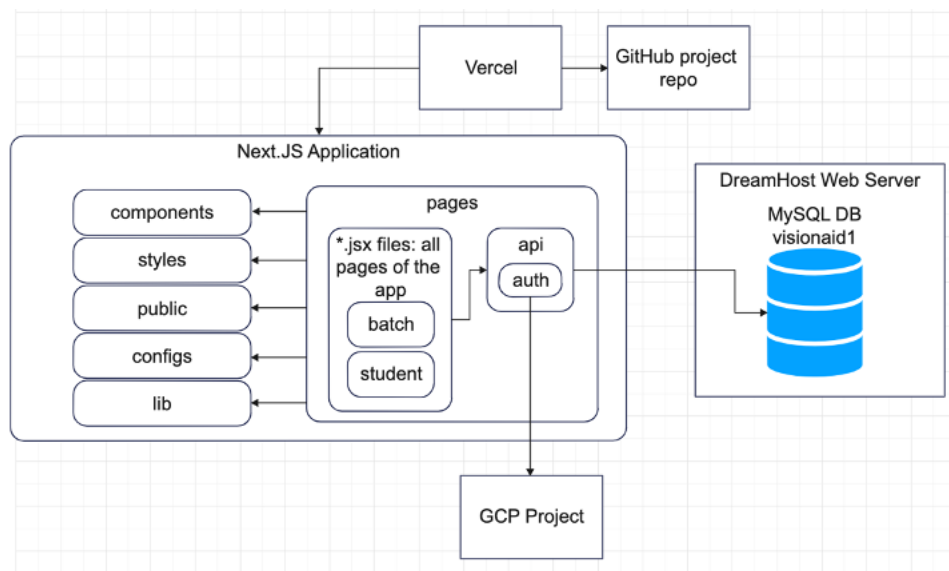 Vercel
GitHub project
repo
Next.JS Application
components
styles
public
configs
lib
pages
*.jsx files: all
pages of the
app
batch
student
api
auth
DreamHost Web Server
MySQL DB
visionaid1
GCP Project